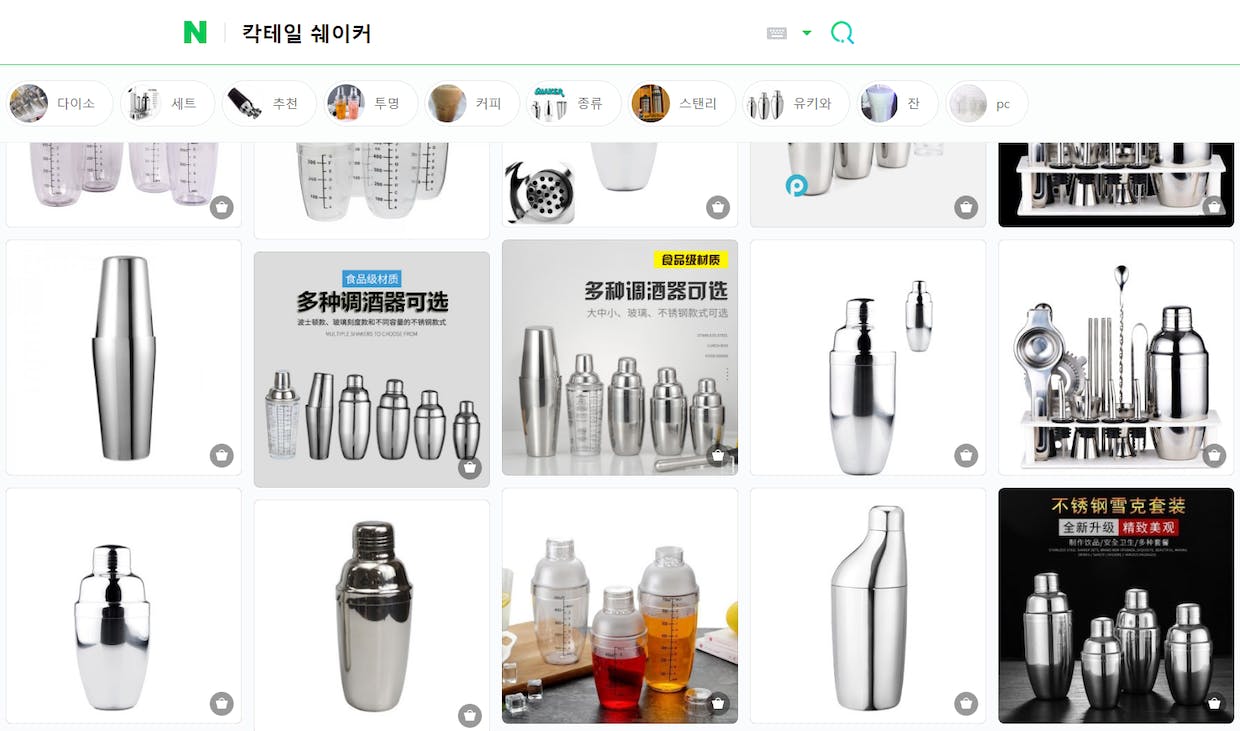 N 칵테일 쉐이커
다이소
세트
추천
SHAKER
투명
커피
종류
스탠리
유키와
잔
pc
食品级材质
多种调酒器可选
波士顿款、玻璃刻度款和不同容量的不锈钢款式
MULTIPLE SHAKERS TO CHOOSE FROM
食品级材质
多种调酒器可选
大中小、玻璃、不锈钢款式可选
不锈钢雪克套装
全新升级 精致美观
制作饮品/安全卫生/多种套餐